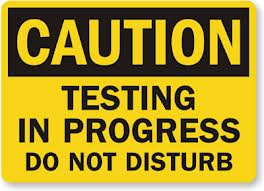 CAUTION
TESTING
IN PROGRESS
DO NOT DISTURB